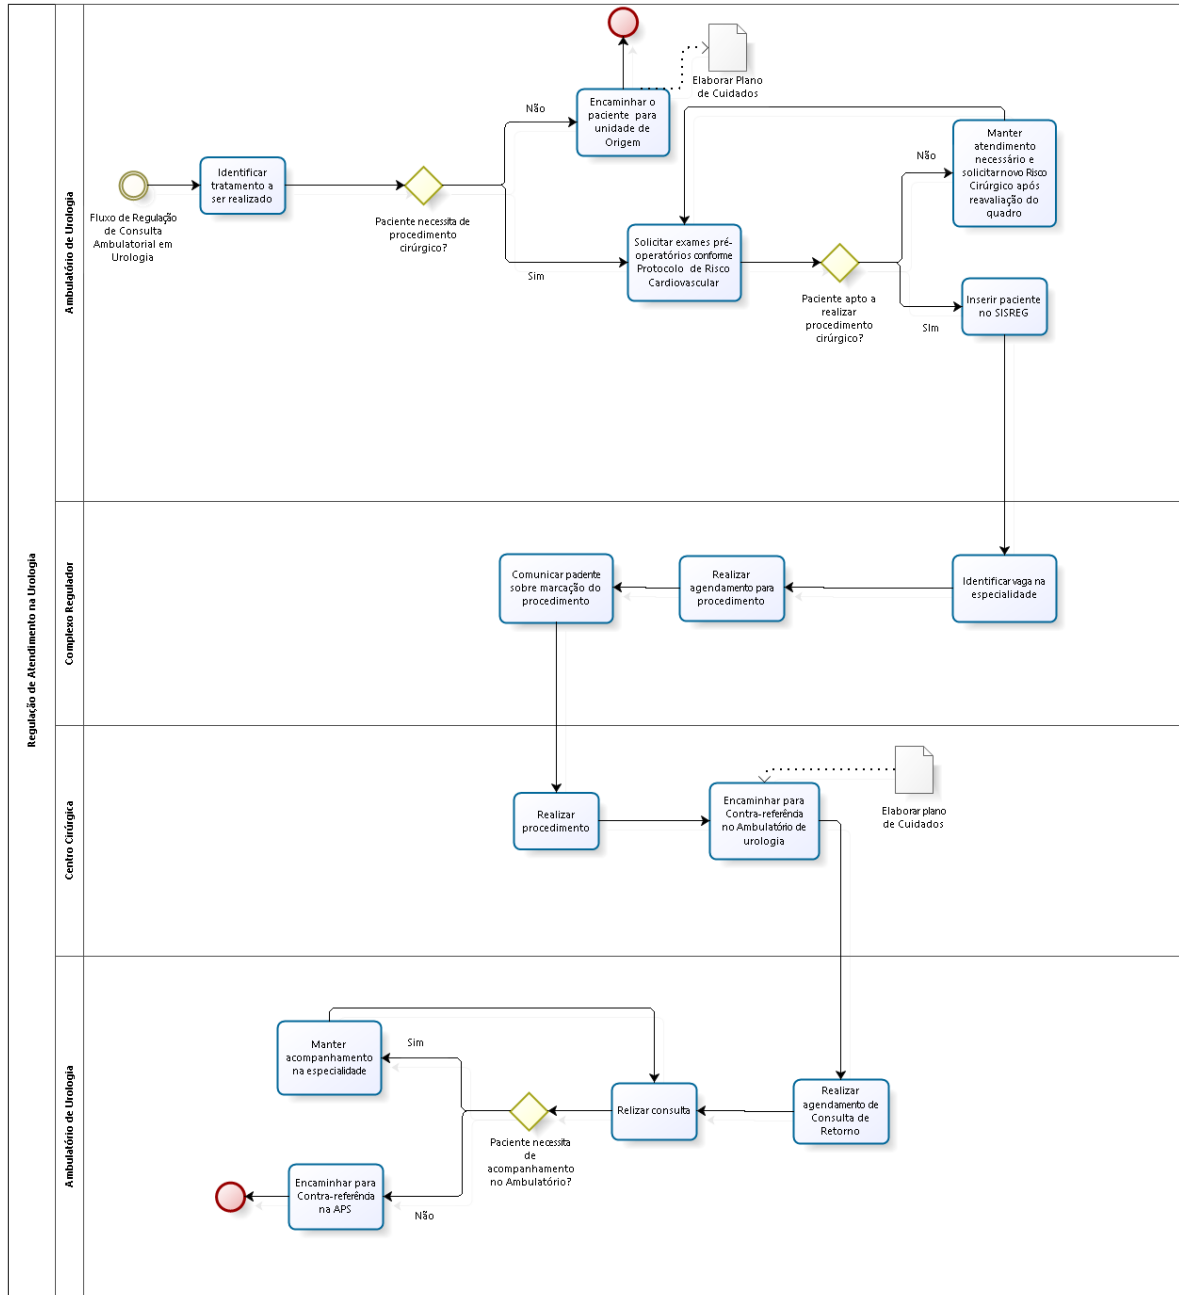 Regulação de Atendimento na Urologia
Ambulatório de Urologia
Fluxo de Regulação
de Consulta
Ambulatorial em
Urologia
Identificar
tratamento a
ser realizado
Paciente necessita de
procedimento
cirúrgico?
Não
Encaminhar o
paciente para
unidade de
Origem
Elaborar Plano
de Cuidados
Sim
Solicitar exames pré-
operatórios conforme
Protocolo de Risco
Cardiovascular
Paciente apto a
realizar
procedimento
cirúrgico?
Não
Manter
atendimento
necessário e
solicitar novo Risco
Cirúrgico após
reavaliação do
quadro
SIm
Inserir paciente
no SISREG
Complexo Regulador
Identificar vaga na
especialidade
Realizar
agendamento para
procedimento
Comunicar paciente
sobre marcação do
procedimento
Centro Cirúrgica
Realizar
procedimento
Encaminhar para
Contra-referência
no Ambulatório de
urologia
Elaborar plano
de Cuidados
Ambulatório de Urologia
Realizar
agendamento de
Consulta de
Retorno
Relizar consulta
Paciente necessita
de
acompanhamento
no Ambulatório?
Sim
Manter
acompanhamento
na especialidade
Não
Encaminhar para
Contra-referência
na APS